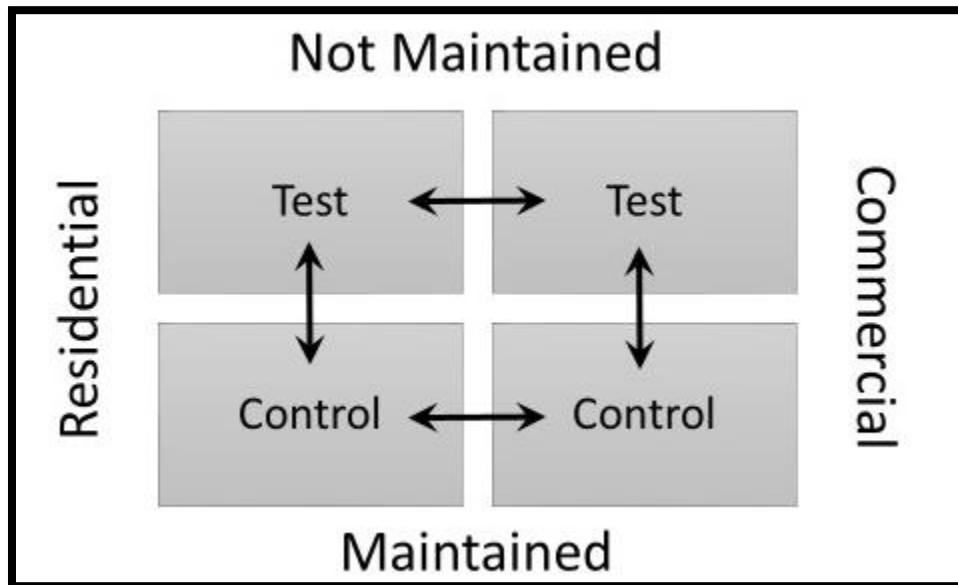 Not Maintained
Residential
Test
Test
Commercial
Control
Control
Maintained